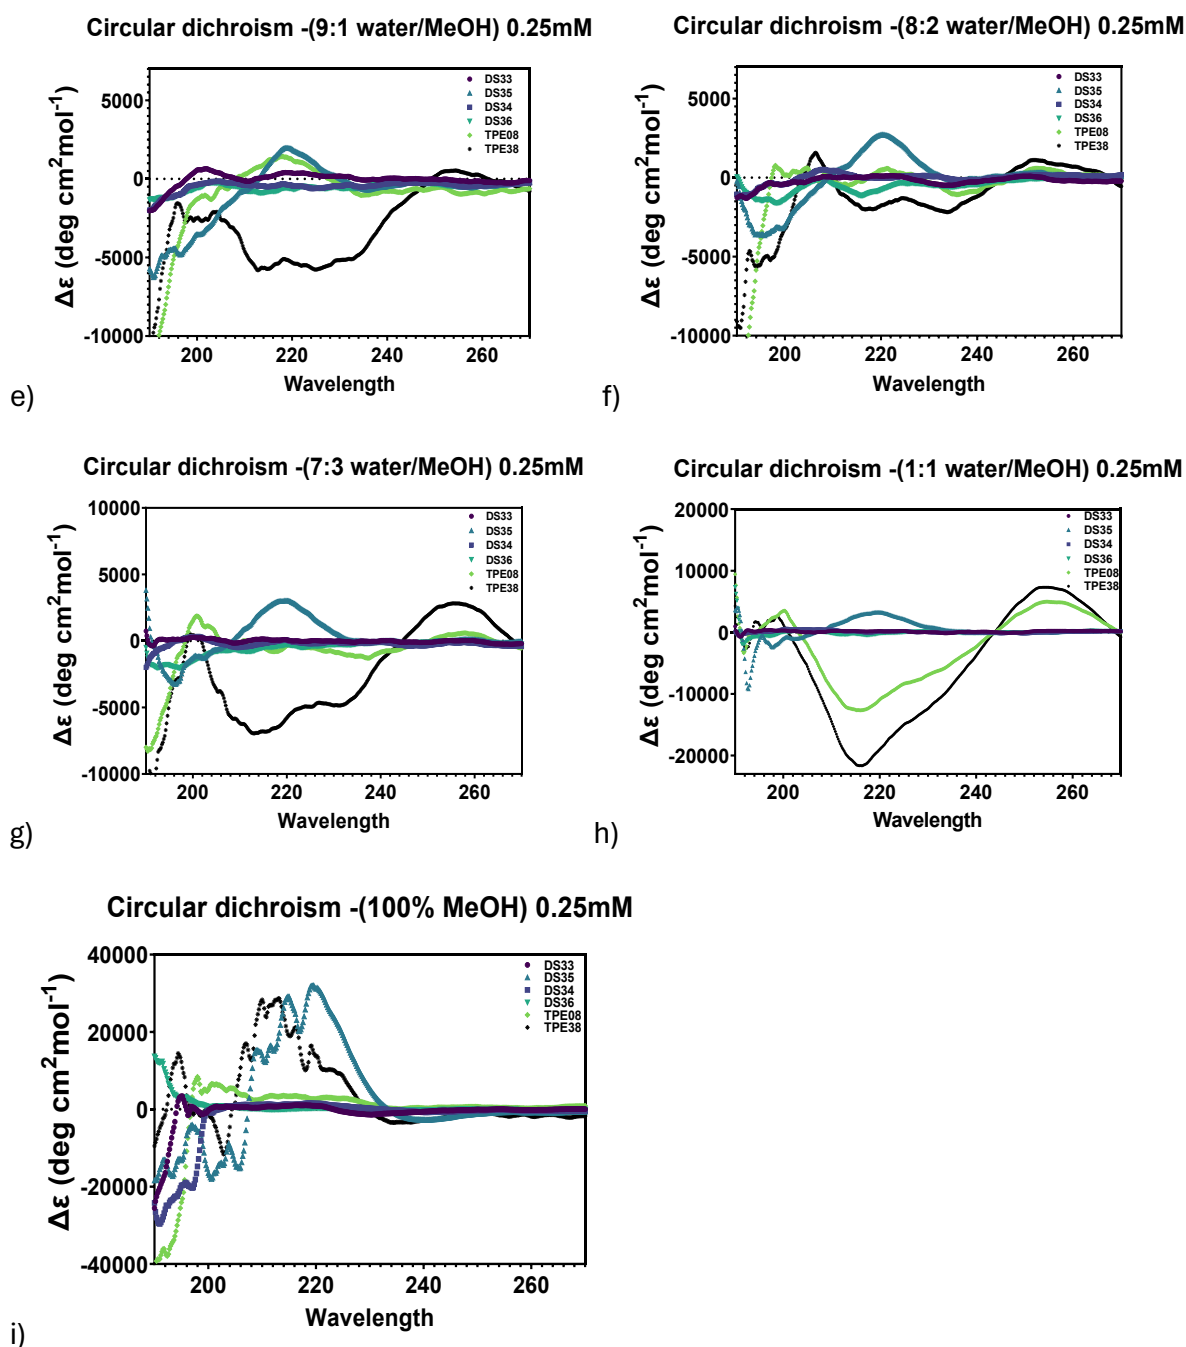 Circular dichroism -(9:1 water/MeOH) 0.25mM
Δε (deg cm²mol⁻¹)
5000
0
-5000
-10000
200 220 240 260
Wavelength
DS33
DS35
DS34
DS36
TPE08
TPE38
e)
Circular dichroism -(8:2 water/MeOH) 0.25mM
Δε (deg cm²mol⁻¹)
5000
0
-5000
-10000
200 220 240 260
Wavelength
DS33
DS35
DS34
DS36
TPE08
TPE38
f)
Circular dichroism -(7:3 water/MeOH) 0.25mM
Δε (deg cm²mol⁻¹)
10000
5000
0
-5000
-10000
200 220 240 260
Wavelength
DS33
DS35
DS34
DS36
TPE08
TPE38
g)
Circular dichroism -(1:1 water/MeOH) 0.25mM
Δε (deg cm²mol⁻¹)
20000
10000
0
-10000
-20000
200 220 240 260
Wavelength
DS33
DS35
DS34
DS36
TPE08
TPE38
h)
Circular dichroism -(100% MeOH) 0.25mM
Δε (deg cm²mol⁻¹)
40000
20000
0
-20000
-40000
200 220 240 260
Wavelength
DS33
DS35
DS34
DS36
TPE08
TPE38
i)